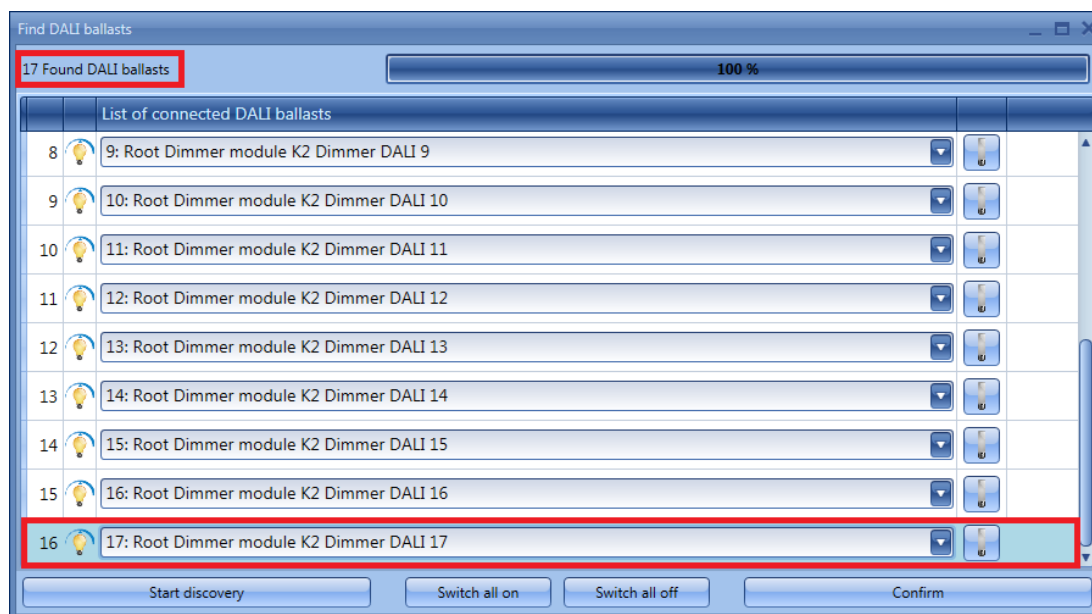 Find DALI ballasts
17 Found DALI ballasts
100 %
List of connected DALI ballasts
8 9: Root Dimmer module K2 Dimmer DALI 9
9 10: Root Dimmer module K2 Dimmer DALI 10
10 11: Root Dimmer module K2 Dimmer DALI 11
11 12: Root Dimmer module K2 Dimmer DALI 12
12 13: Root Dimmer module K2 Dimmer DALI 13
13 14: Root Dimmer module K2 Dimmer DALI 14
14 15: Root Dimmer module K2 Dimmer DALI 15
15 16: Root Dimmer module K2 Dimmer DALI 16
16 17: Root Dimmer module K2 Dimmer DALI 17
Start discovery Switch all on Switch all off Confirm